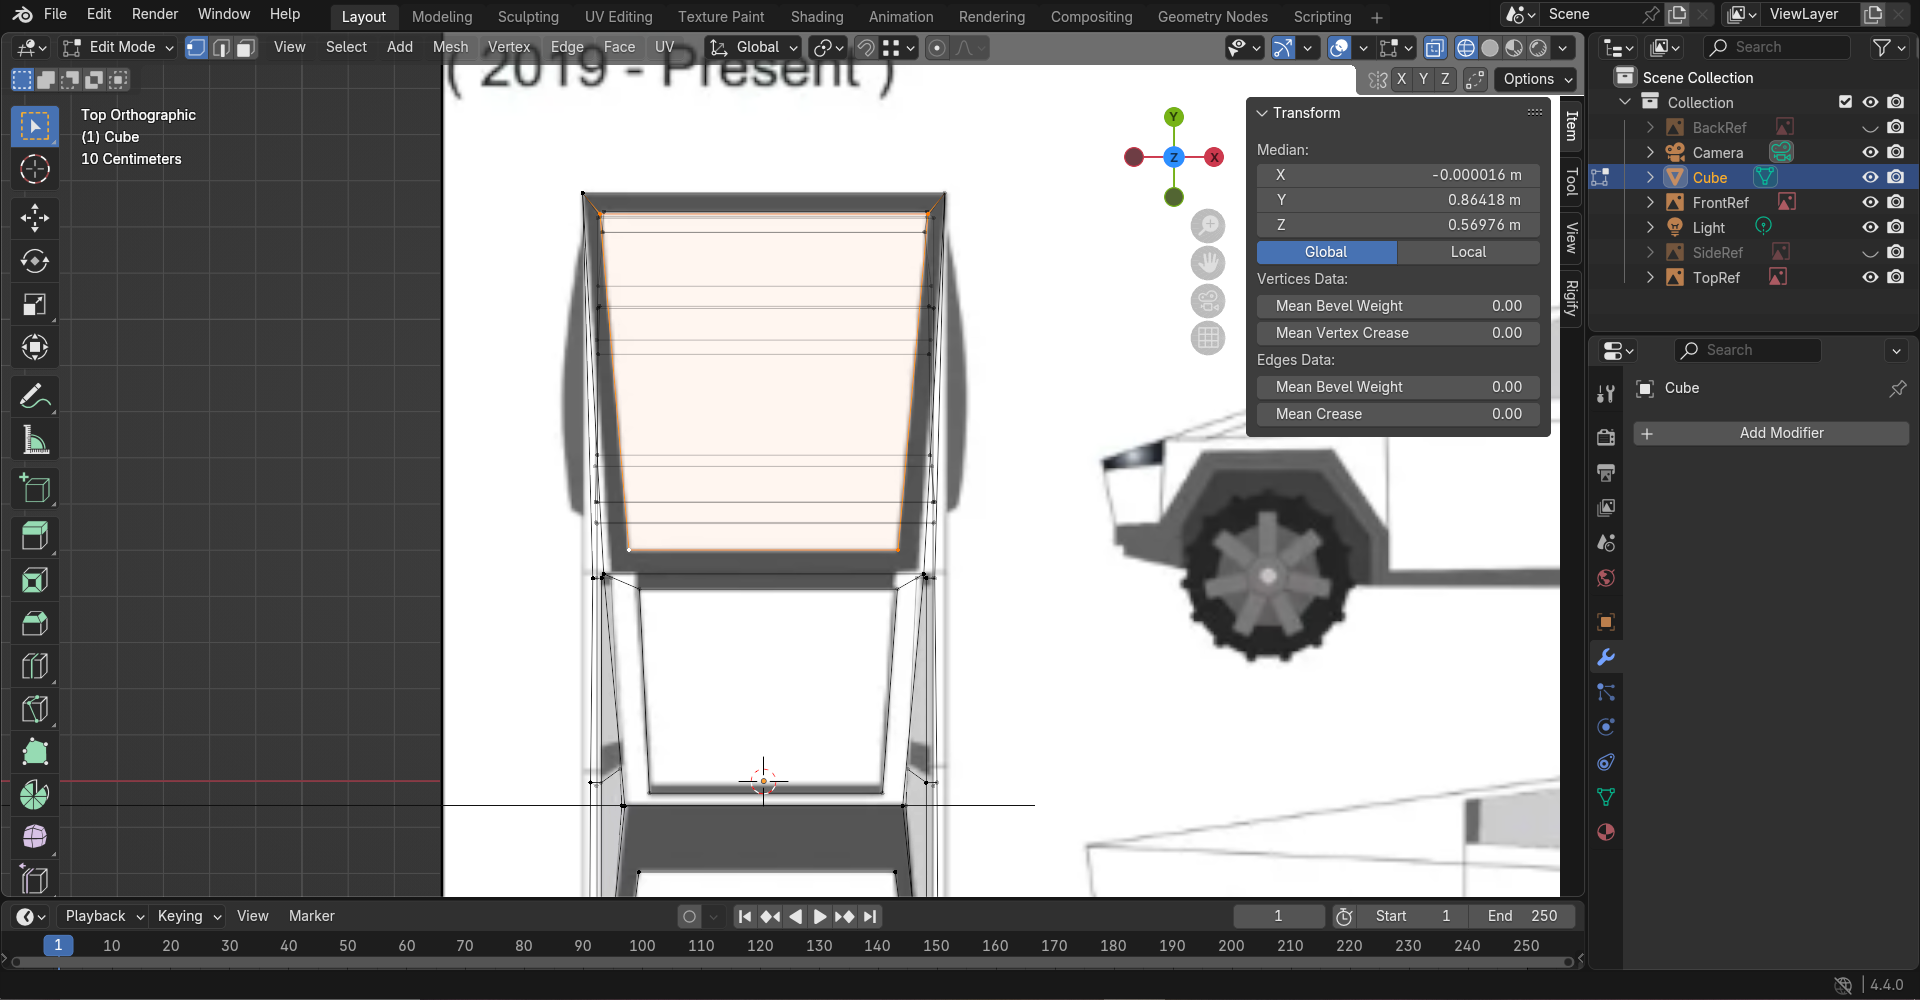 File Edit Render Window Help Layout Modeling Sculpting UV Editing Texture Paint Shading Animation Rendering Compositing Geometry Nodes Scripting + Scene ViewLayer
Edit Mode View Select Add Mesh Vertex Edge Face UV Global Search
( 2019 - Present )
X Y Z Options
Top Orthographic
(1) Cube
10 Centimeters
Y
Z
X
Transform
Median:
X -0.000016 m
Y 0.86418 m
Z 0.56976 m
Global Local
Vertices Data:
Mean Bevel Weight 0.00
Mean Vertex Crease 0.00
Edges Data:
Mean Bevel Weight 0.00
Mean Crease 0.00
Item
Tool
View
Rigify
Scene Collection
Collection
BackRef
Camera
Cube
FrontRef
Light
SideRef
TopRef
Search
Cube
+ Add Modifier
Playback Keying View Marker 1 Start 1 End 250
1 10 20 30 40 50 60 70 80 90 100 110 120 130 140 150 160 170 180 190 200 210 220 230 240 250
4.4.0